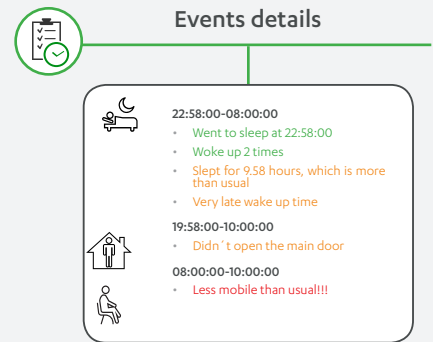 Events details
22:58:00-08:00:00
• Went to sleep at 22:58:00
• Woke up 2 times
• Slept for 9.58 hours, which is more
than usual
• Very late wake up time
19:58:00-10:00:00
• Didn´t open the main door
08:00:00-10:00:00
• Less mobile than usual!!!